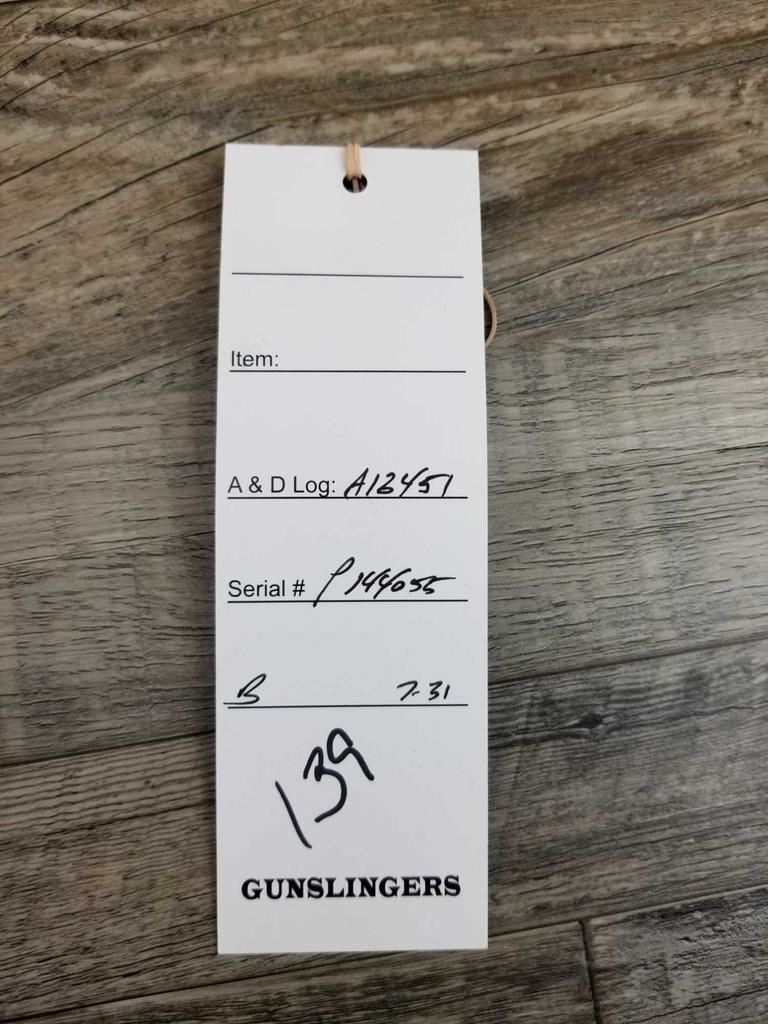 Item:
A & D Log: A12451
Serial # P144055
B 7-31
139
GUNSLINGERS